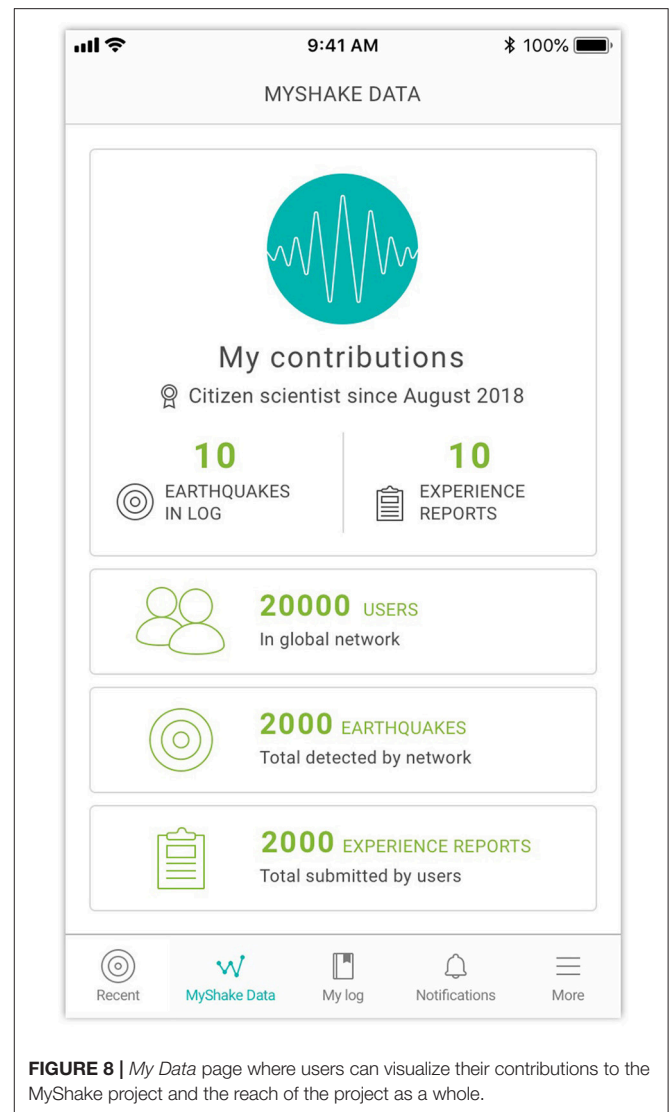 9:41 AM
100%
MYSHAKE DATA
My contributions
Citizen scientist since August 2018
10
EARTHQUAKES
IN LOG
10
EXPERIENCE
REPORTS
20000 USERS
In global network
2000 EARTHQUAKES
Total detected by network
2000 EXPERIENCE REPORTS
Total submitted by users
Recent
MyShake Data
My log
Notifications
More
FIGURE 8 | My Data page where users can visualize their contributions to the
MyShake project and the reach of the project as a whole.